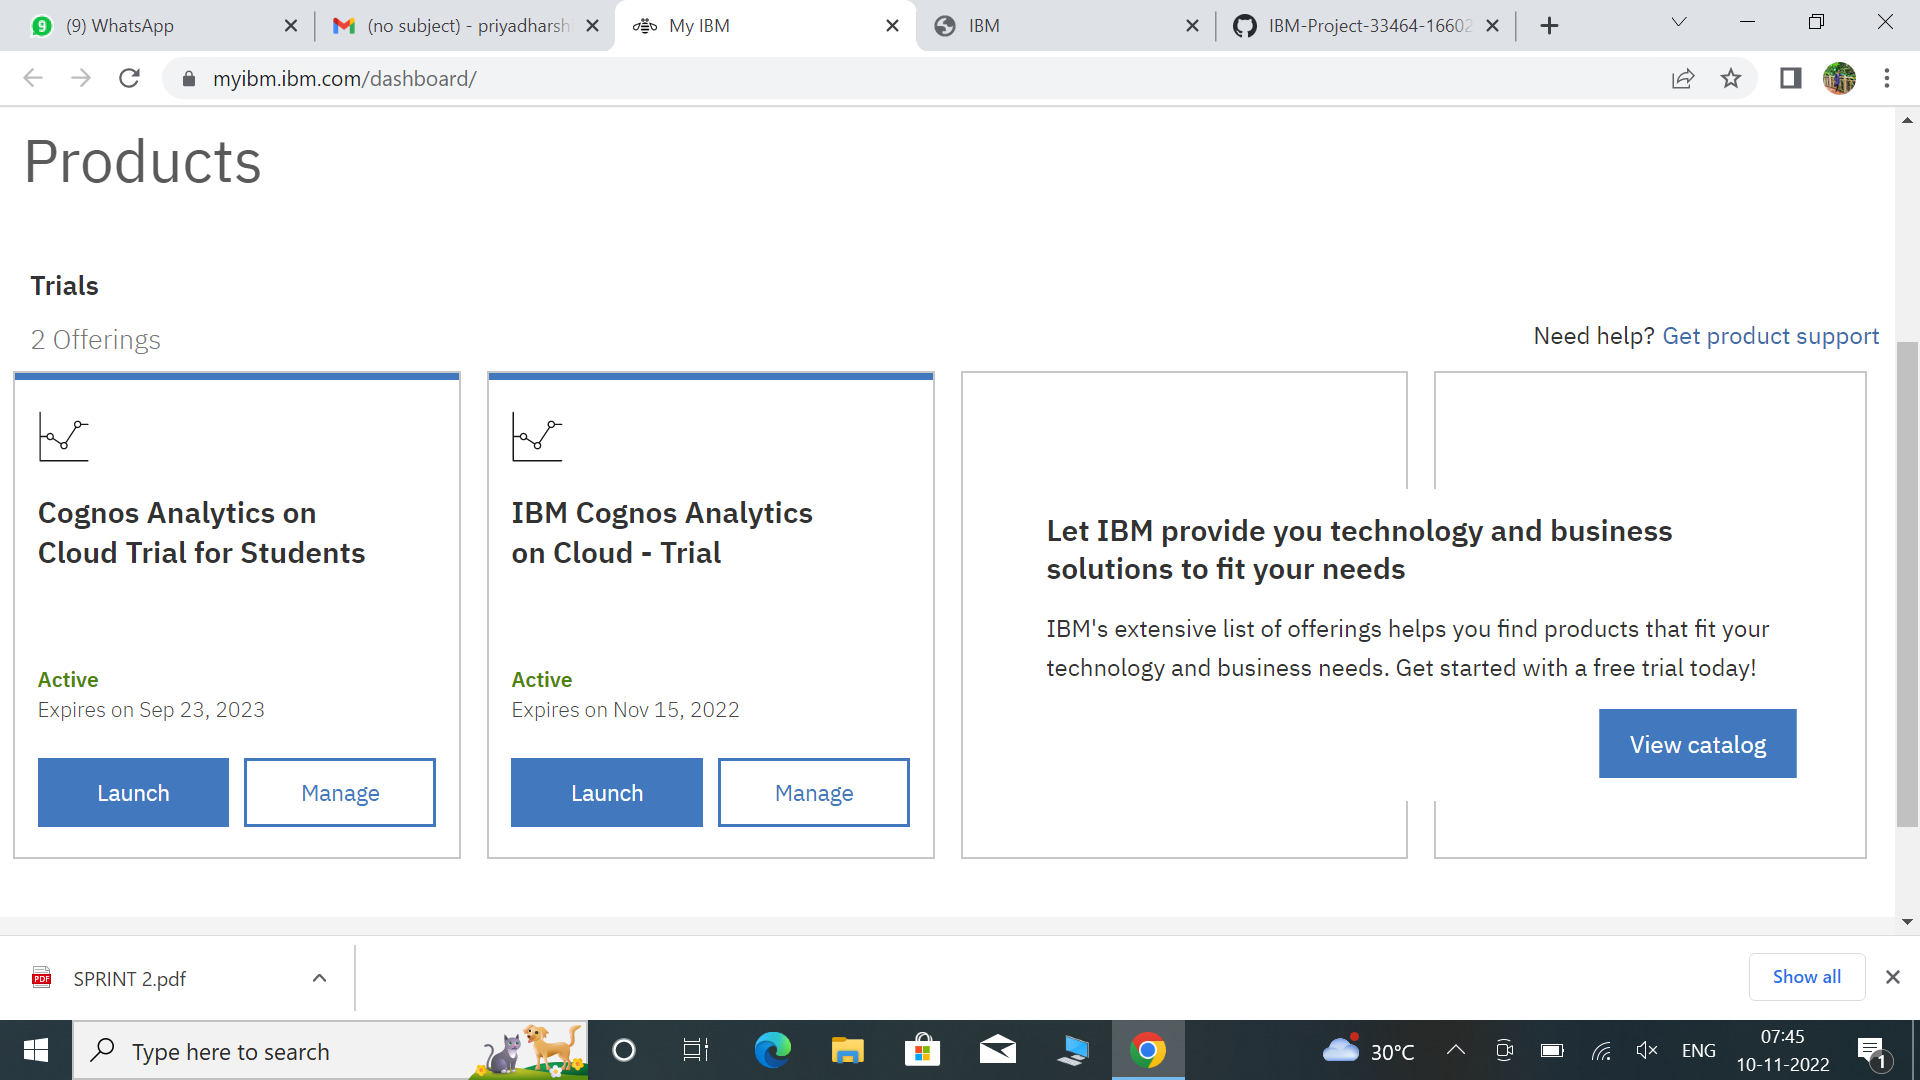 (9) WhatsApp
(no subject) - priyadharsh
My IBM
IBM
IBM-Project-33464-16602
myibm.ibm.com/dashboard/
Products
Trials
2 Offerings
Need help? Get product support
Cognos Analytics on
Cloud Trial for Students
Active
Expires on Sep 23, 2023
Launch
Manage
IBM Cognos Analytics
on Cloud - Trial
Active
Expires on Nov 15, 2022
Launch
Manage
Let IBM provide you technology and business
solutions to fit your needs
IBM's extensive list of offerings helps you find products that fit your
technology and business needs. Get started with a free trial today!
View catalog
PDF
SPRINT 2.pdf
Show all
Type here to search
30°C
ENG
07:45
10-11-2022
1